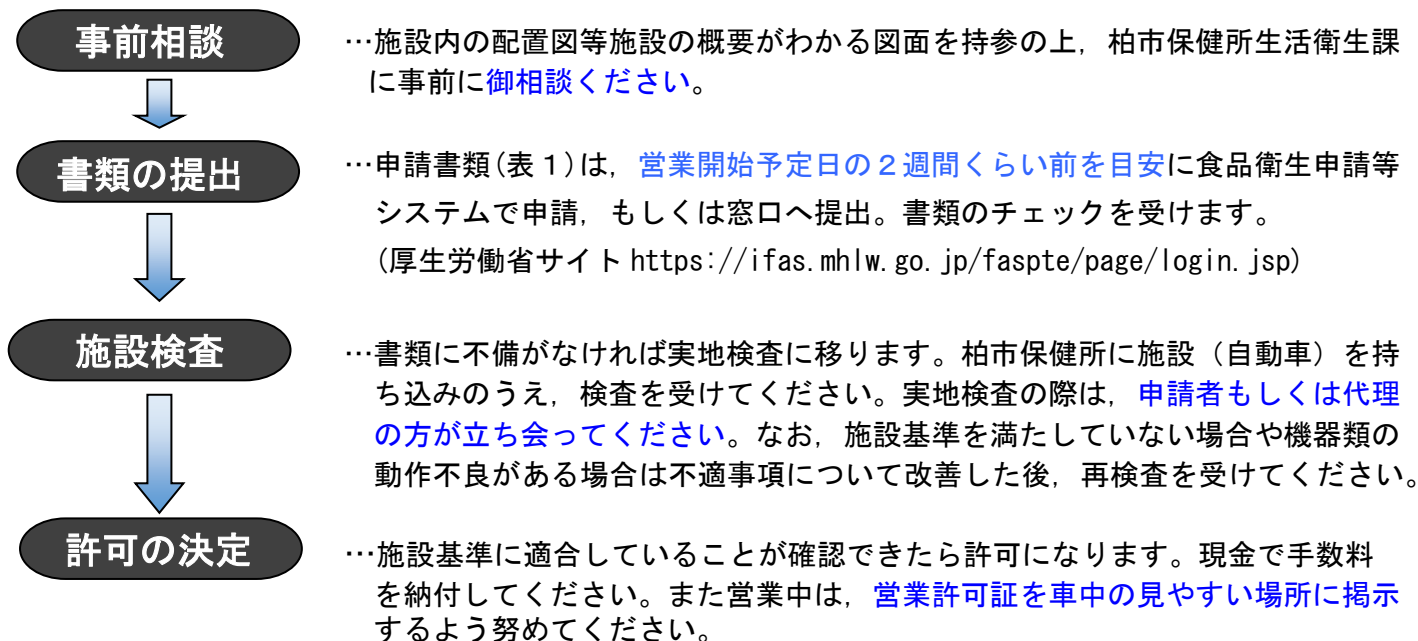 事前相談
…施設内の配置図等施設の概要がわかる図面を持参の上，柏市保健所生活衛生課
に事前に御相談ください。
書類の提出
…申請書類(表１)は，営業開始予定日の２週間くらい前を目安に食品衛生申請等
システムで申請，もしくは窓口へ提出。書類のチェックを受けます。
(厚生労働省サイト https://ifas.mhlw.go.jp/faspte/page/login.jsp)
施設検査
…書類に不備がなければ実地検査に移ります。柏市保健所に施設（自動車）を持
ち込みのうえ，検査を受けてください。実地検査の際は，申請者もしくは代理
の方が立ち会ってください。なお，施設基準を満たしていない場合や機器類の
動作不良がある場合は不適事項について改善した後，再検査を受けてください。
許可の決定
…施設基準に適合していることが確認できたら許可になります。現金で手数料
を納付してください。また営業中は，営業許可証を車中の見やすい場所に掲示
するよう努めてください。